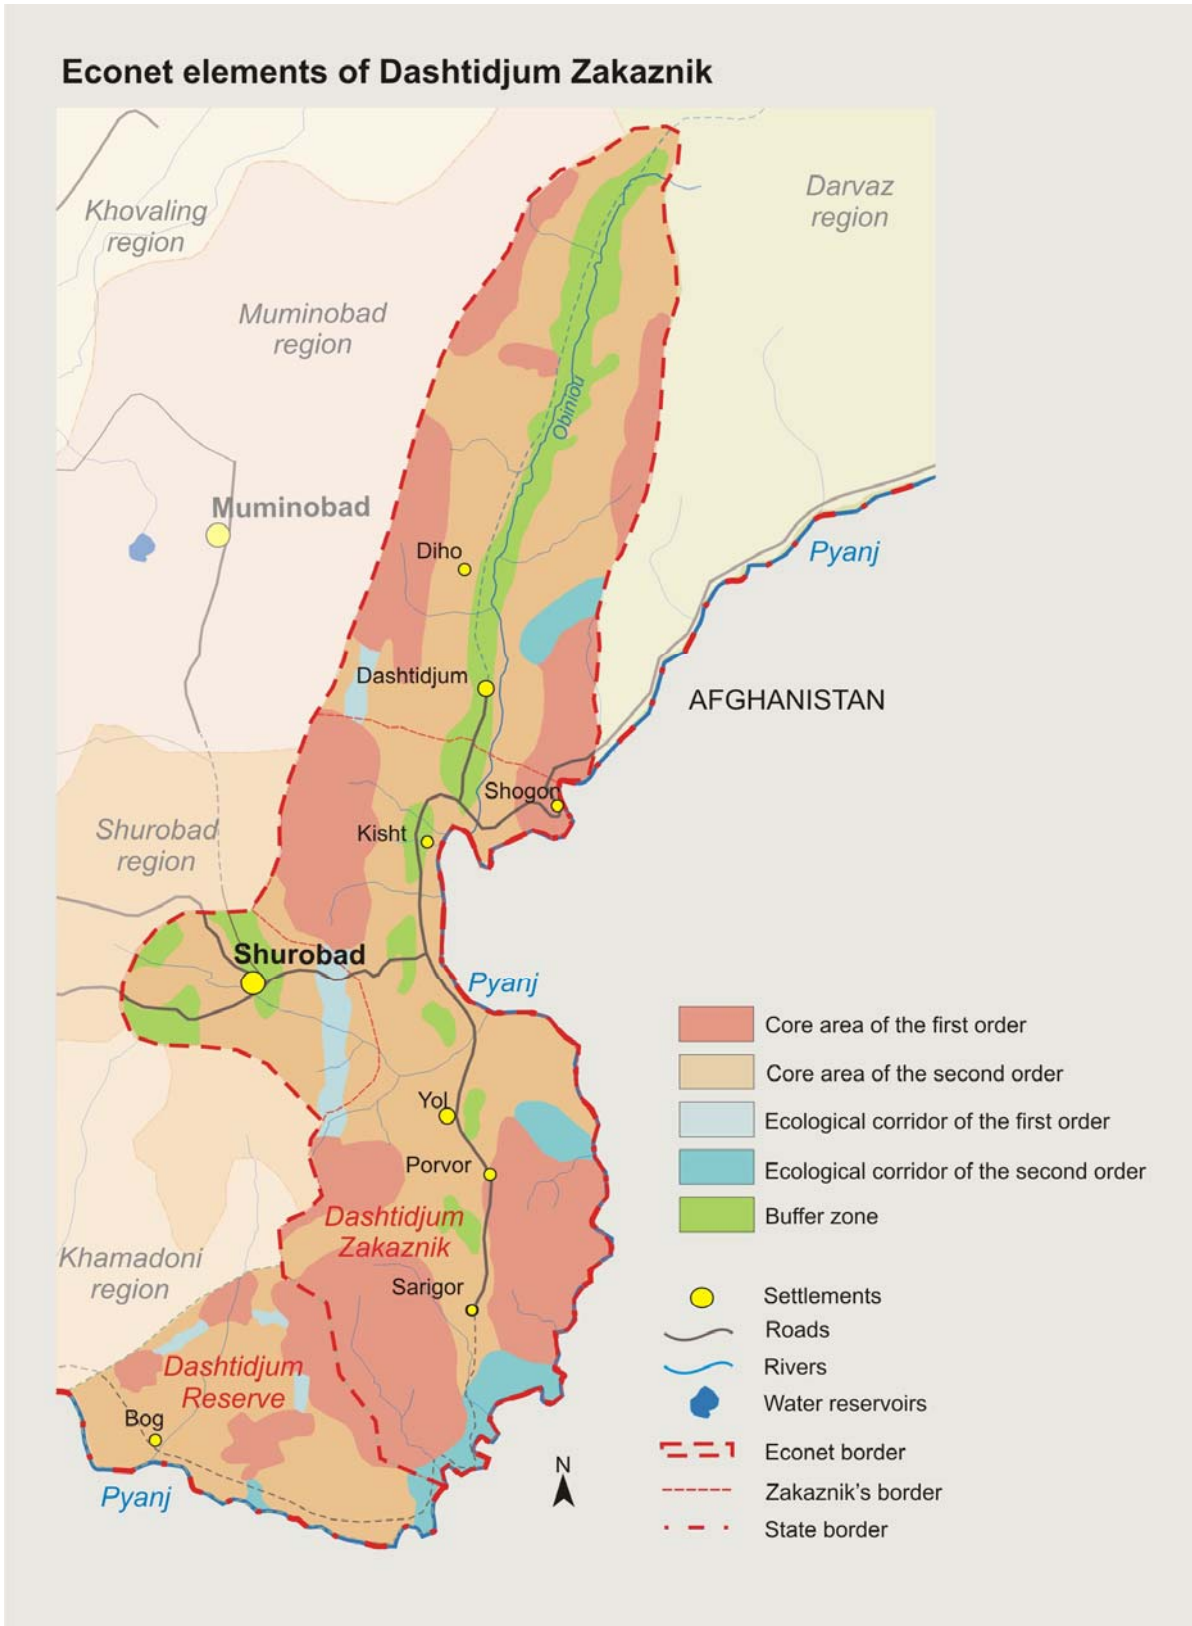 Econet elements of Dashtidjum Zakaznik
Khovaling
region
Darvaz
region
Muminobad
region
Obiniou
Muminobad
Pyanj
Diho
Dashtidjum
AFGHANISTAN
Shogon
Shurobad
region
Kisht
Shurobad
Pyanj
Core area of the first order
Core area of the second order
Yol
Ecological corridor of the first order
Porvor
Ecological corridor of the second order
Dashtidjum
Zakaznik
Buffer zone
Khamadoni
region
Sarigor
Settlements
Roads
Dashtidjum
Reserve
Rivers
Water reservoirs
Bog
Econet border
N
Pyanj
Zakaznik's border
State border